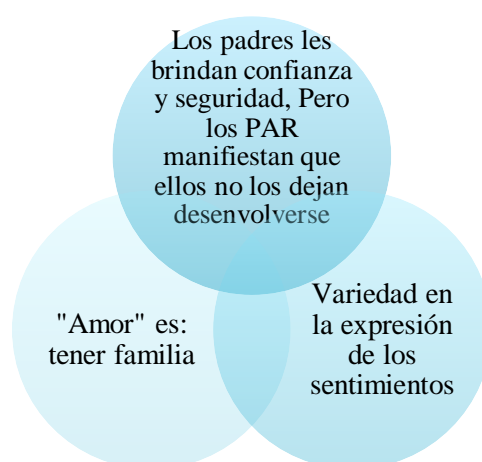 Los padres les
brindan confianza
y seguridad, Pero
los PAR
manifiestan que
ellos no los dejan
desenvolverse
"Amor" es:
tener familia
Variedad en
la expresión
de los
sentimientos